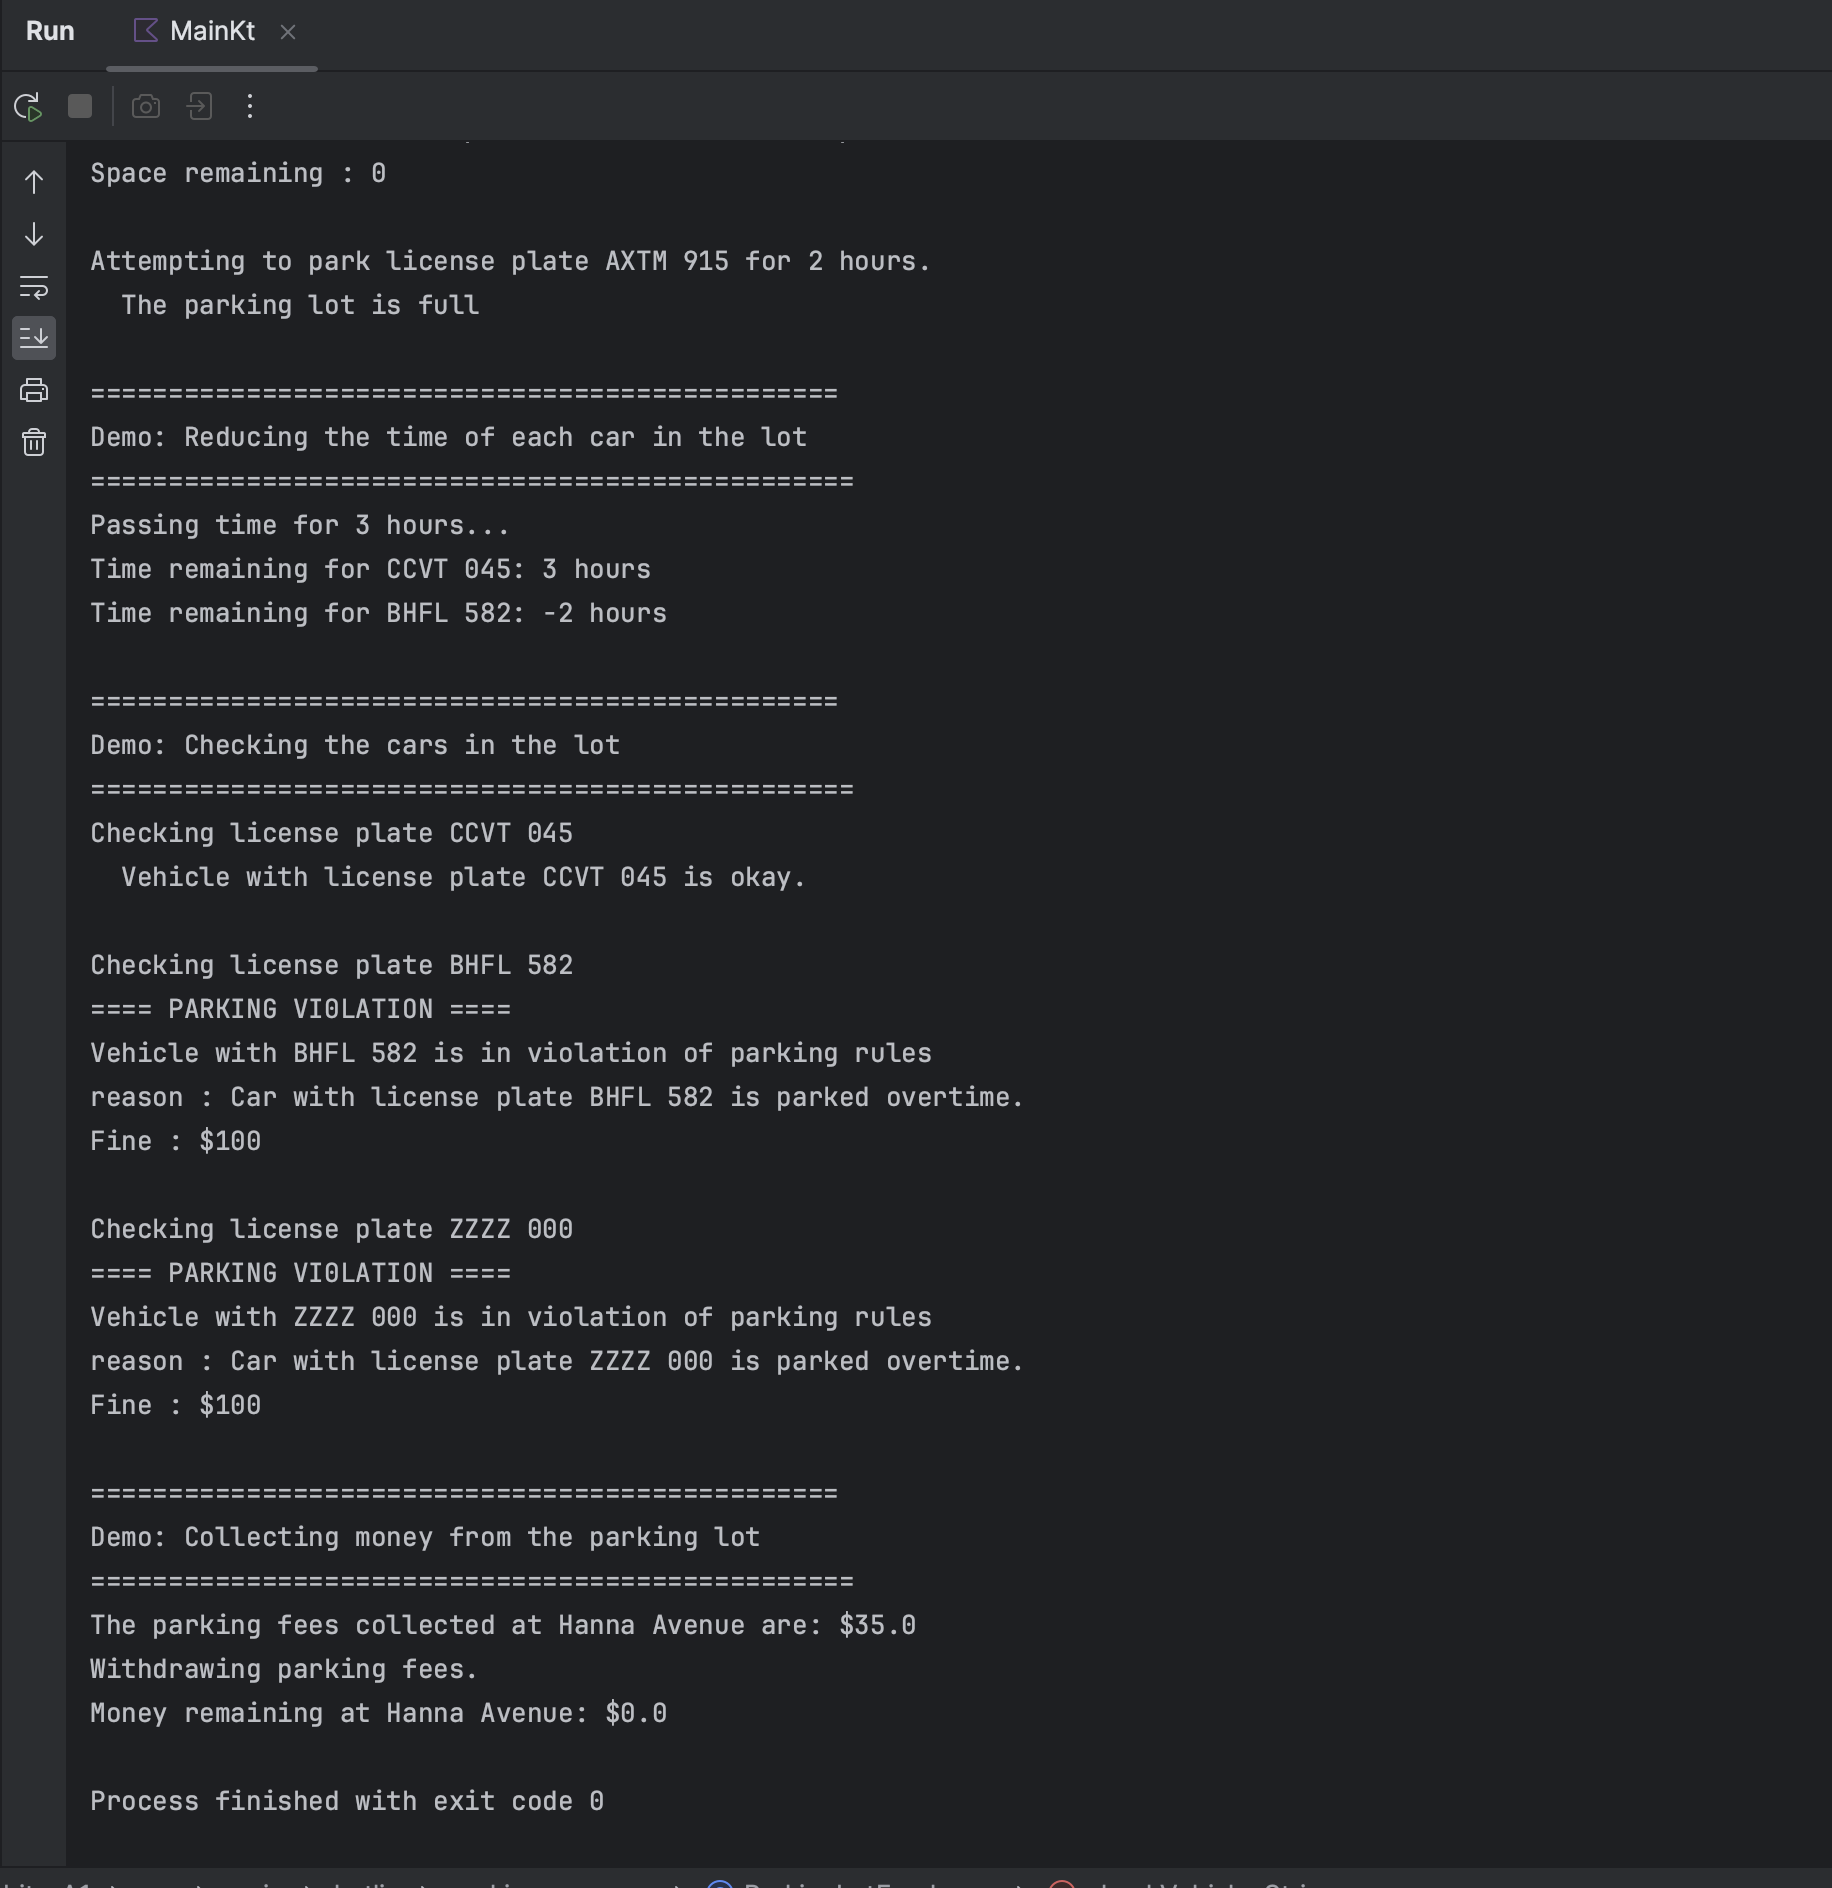 Run MainKt
Space remaining : 0
Attempting to park license plate AXTM 915 for 2 hours.
The parking lot is full
================================================
Demo: Reducing the time of each car in the lot
=================================================
Passing time for 3 hours...
Time remaining for CCVT 045: 3 hours
Time remaining for BHFL 582: -2 hours
================================================
Demo: Checking the cars in the lot
=================================================
Checking license plate CCVT 045
Vehicle with license plate CCVT 045 is okay.
Checking license plate BHFL 582
==== PARKING VI0LATION ====
Vehicle with BHFL 582 is in violation of parking rules
reason : Car with license plate BHFL 582 is parked overtime.
Fine : $100
Checking license plate ZZZZ 000
==== PARKING VI0LATION ====
Vehicle with ZZZZ 000 is in violation of parking rules
reason : Car with license plate ZZZZ 000 is parked overtime.
Fine : $100
================================================
Demo: Collecting money from the parking lot
=================================================
The parking fees collected at Hanna Avenue are: $35.0
Withdrawing parking fees.
Money remaining at Hanna Avenue: $0.0
Process finished with exit code 0